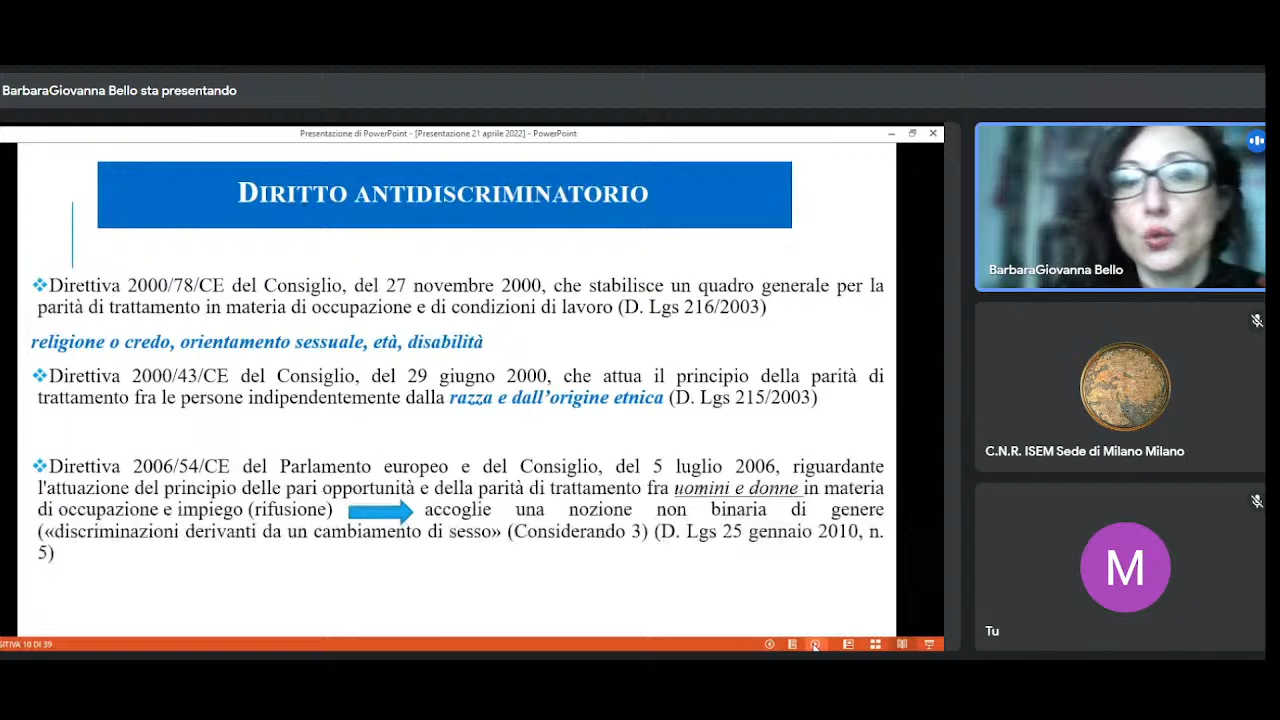 BarbaraGiovanna Bello sta presentando
Presentazione di PowerPoint - [Presentazione 21 aprile 2022] - PowerPoint
DIRITTO ANTIDISCRIMINATORIO
Direttiva 2000/78/CE del Consiglio, del 27 novembre 2000, che stabilisce un quadro generale per la
parità di trattamento in materia di occupazione e di condizioni di lavoro (D. Lgs 216/2003)
religione o credo, orientamento sessuale, età, disabilità
Direttiva 2000/43/CE del Consiglio, del 29 giugno 2000, che attua il principio della parità di
trattamento fra le persone indipendentemente dalla razza e dall'origine etnica (D. Lgs 215/2003)
Direttiva 2006/54/CE del Parlamento europeo e del Consiglio, del 5 luglio 2006, riguardante
l'attuazione del principio delle pari opportunità e della parità di trattamento fra uomini e donne in materia
di occupazione e impiego (rifusione) accoglie una nozione non binaria di genere
(«discriminazioni derivanti da un cambiamento di sesso» (Considerando 3) (D. Lgs 25 gennaio 2010, n.
5)
SITIVA 10 DI 39
BarbaraGiovanna Bello
C.N.R. ISEM Sede di Milano Milano
M
Tu